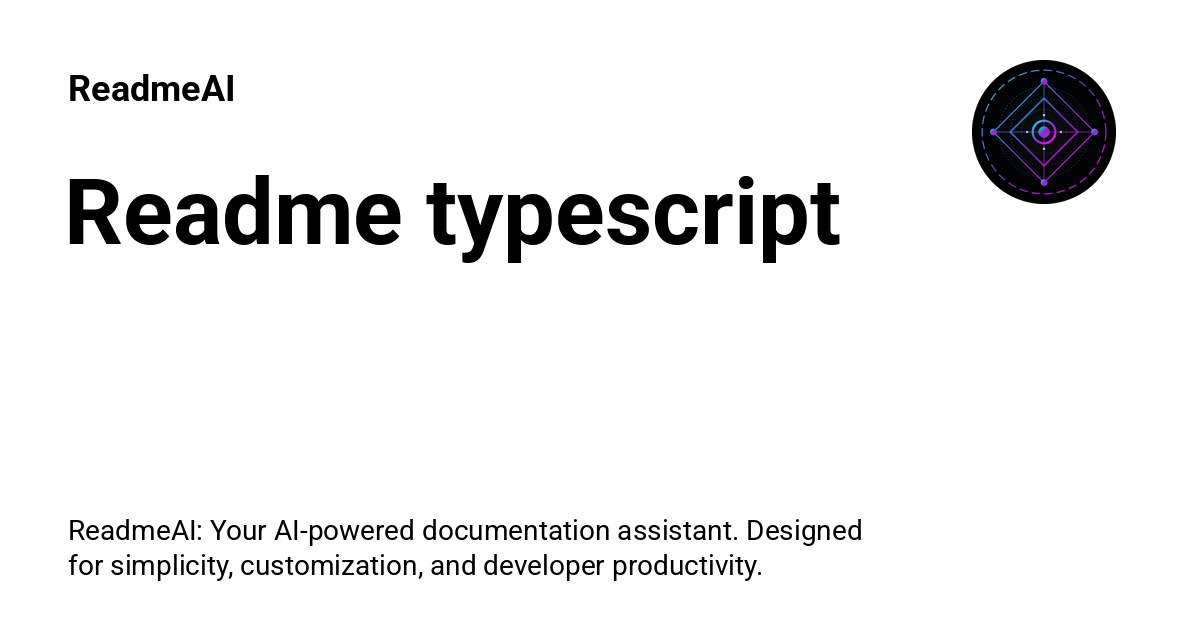 ReadmeAI
Readme typescript
ReadmeAI: Your AI-powered documentation assistant. Designed
for simplicity, customization, and developer productivity.